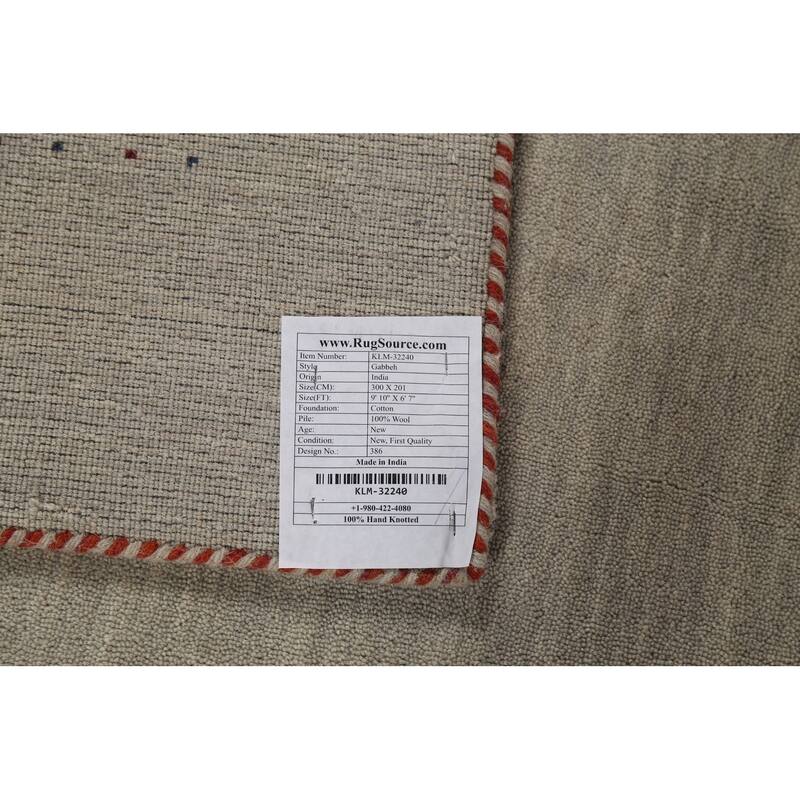 www.RugSource.com
Item Number: KLM-32240
Style Gabbeh
Origin India
Size(CM): 300 X 201
Size(FT): 9' 10" X 6' 7"
Foundation: Cotton
Pile: 100% Wool
Age: New
Condition: New, First Quality
Design No.: 386
Made in India
KLM-32240
+1-980-422-4080
100% Hand Knotted